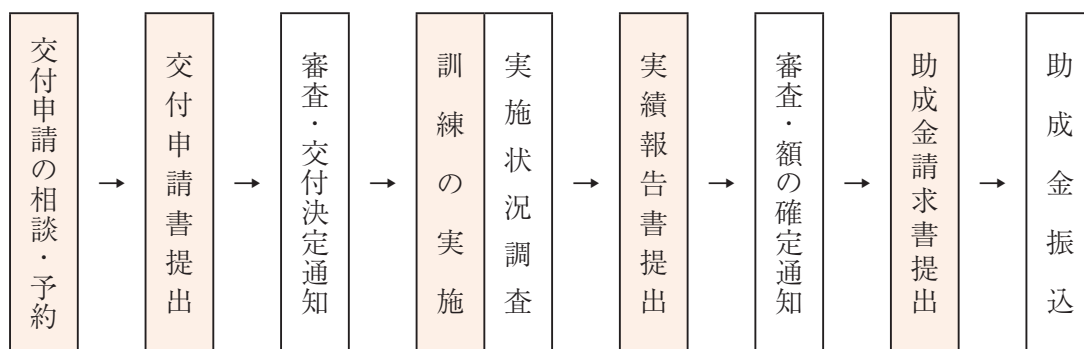 交付申請の相談・予約
→
交付申請書提出
→
審査・交付決定通知
→
訓練の実施
実施状況調査
→
実績報告書提出
→
審査・額の確定通知
→
助成金請求書提出
→
助成金振込